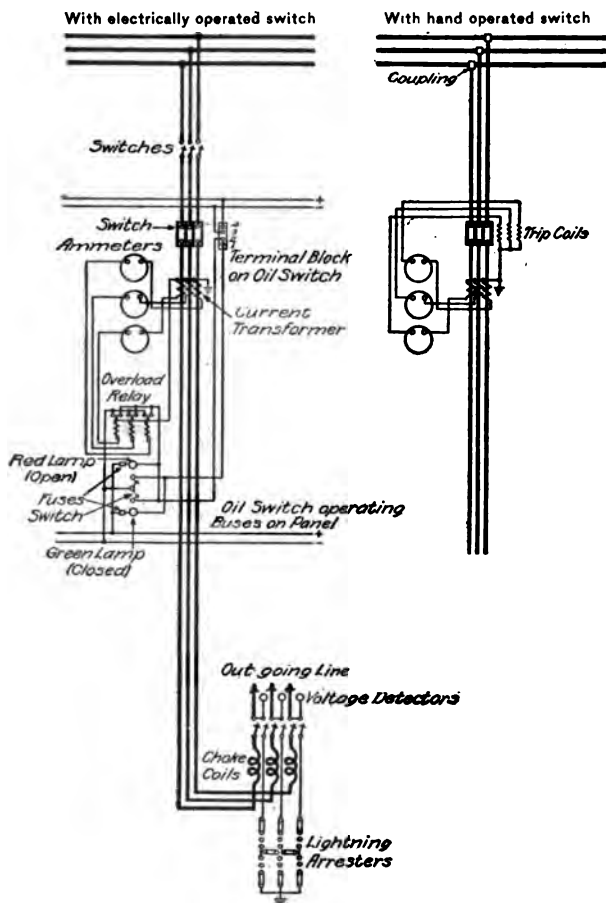 With electrically operated switch
With hand operated switch
Coupling
Switches
Switch
Ammeters
Terminal Block
on Oil Switch
Trip Coils
Current
Transformer
Overload
Relay
Red Lamp
(Open)
Fuses
Switch
Oil Switch operating
Buses on Panel
Green Lamp
(Closed)
Out going Line
Voltage Detectors
Choke
Coils
Lightning
Arresters